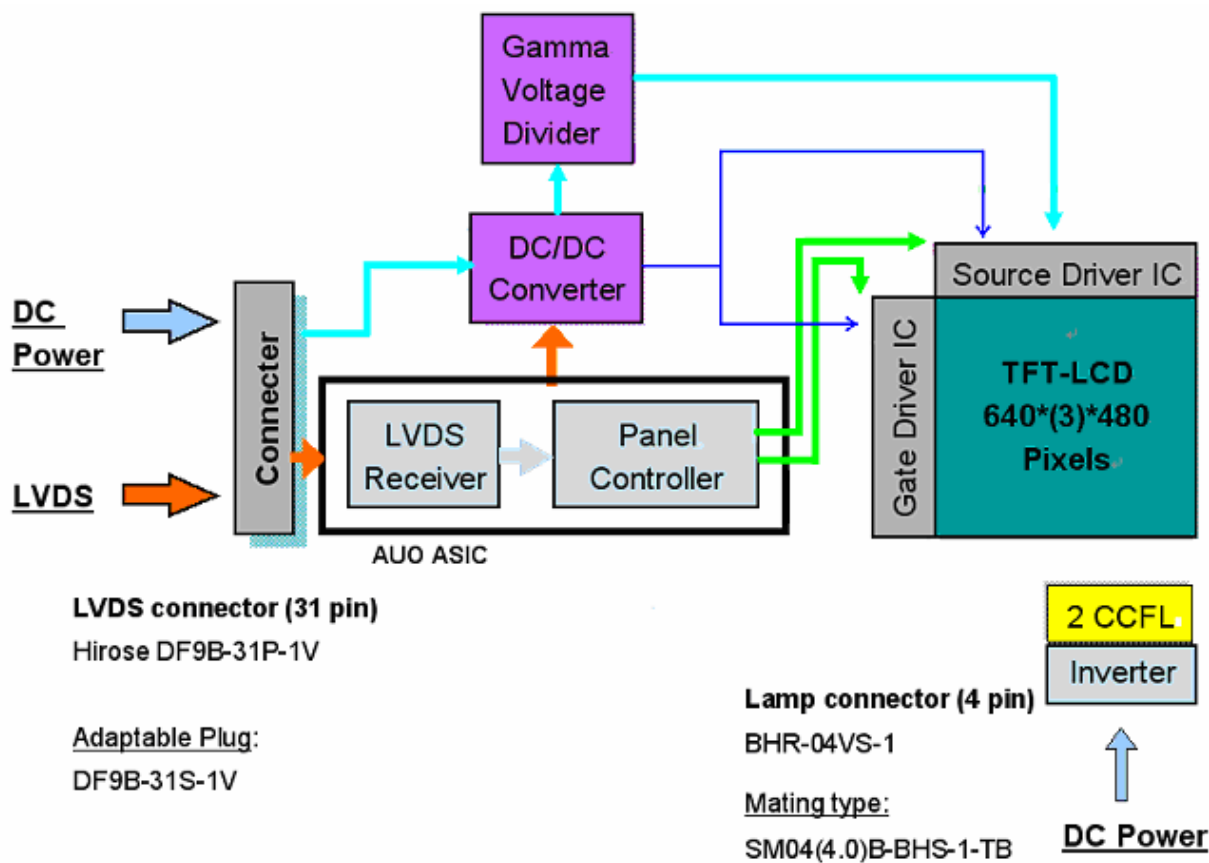 Gamma
Voltage
Divider
DC/DC
Converter
Source Driver IC
DC
Power
Connecter
Gate Driver IC
TFT-LCD
640*(3)*480
Pixels
LVDS
Receiver
Panel
Controller
LVDS
AUO ASIC
LVDS connector (31 pin)
Hirose DF9B-31P-1V
Adaptable Plug:
DF9B-31S-1V
2 CCFL
Inverter
Lamp connector (4 pin)
BHR-04VS-1
Mating type:
SM04(4.0)B-BHS-1-TB
DC Power